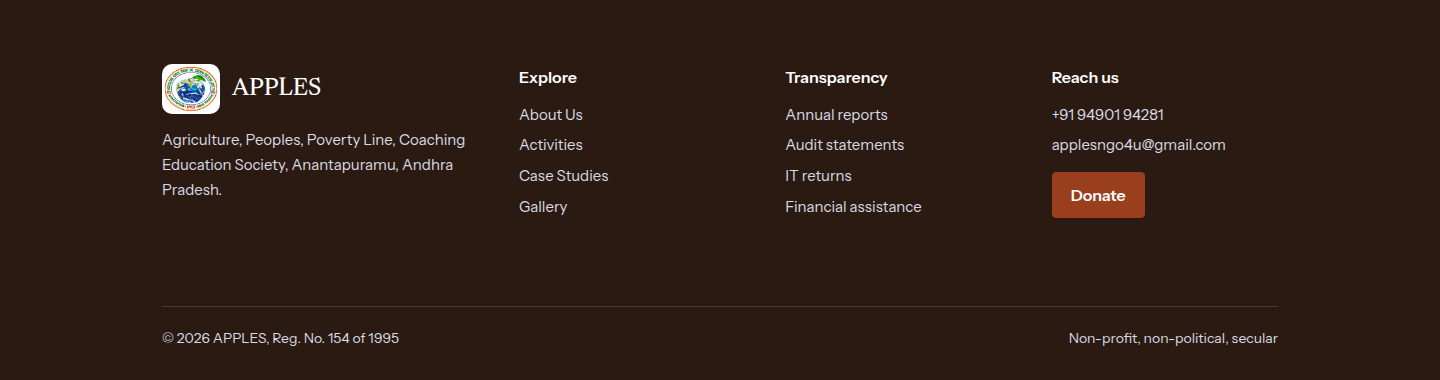 APPLES
Agriculture, Peoples, Poverty Line, Coaching
Education Society, Anantapuramu, Andhra
Pradesh.
Explore
About Us
Activities
Case Studies
Gallery
Transparency
Annual reports
Audit statements
IT returns
Financial assistance
Reach us
+91 94901 94281
applesngo4u@gmail.com
Donate
© 2026 APPLES, Reg. No. 154 of 1995
Non-profit, non-political, secular